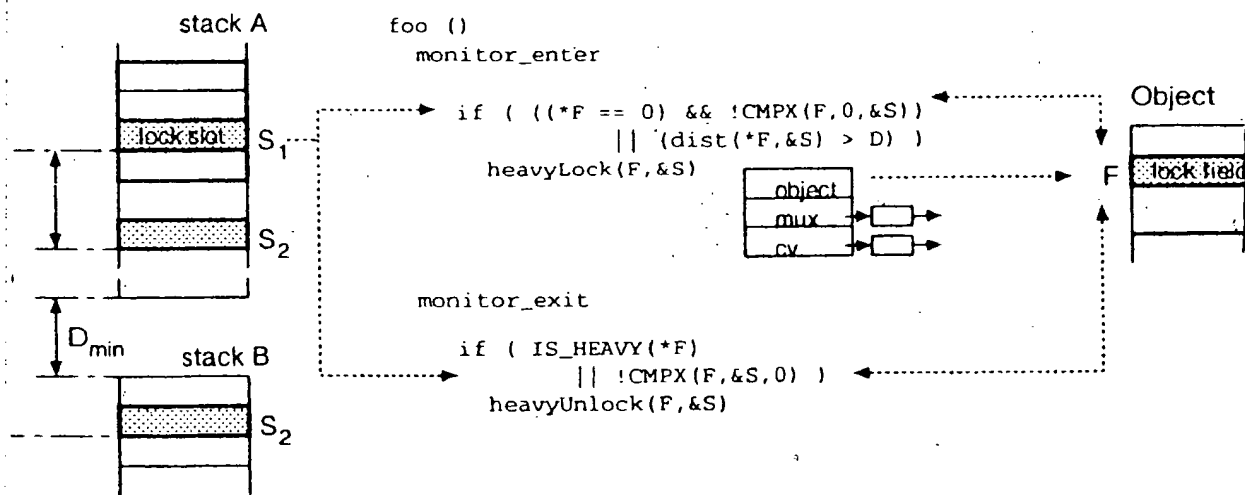 stack A
foo ()
monitor_enter
if ( ((*F == 0) && !CMPX(F,0,&S))
|| (dist(*F,&S) > D) )
heavyLock(F,&S)
Object
lock slot S1
F lock field
object
mux
cv
S2
monitor_exit
Dmin
stack B
if ( IS_HEAVY(*F)
|| !CMPX(F,&S,0) )
heavyUnlock(F,&S)
S2